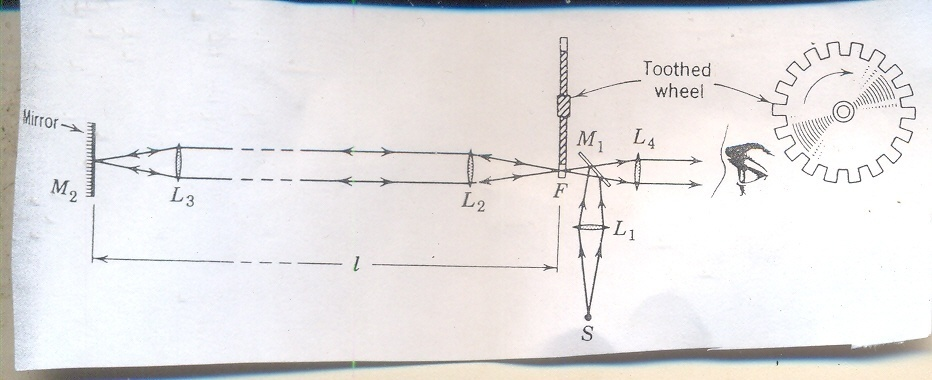 Toothed
wheel
Mirror
M1
L4
M2
L3
L2
F
L1
l
S